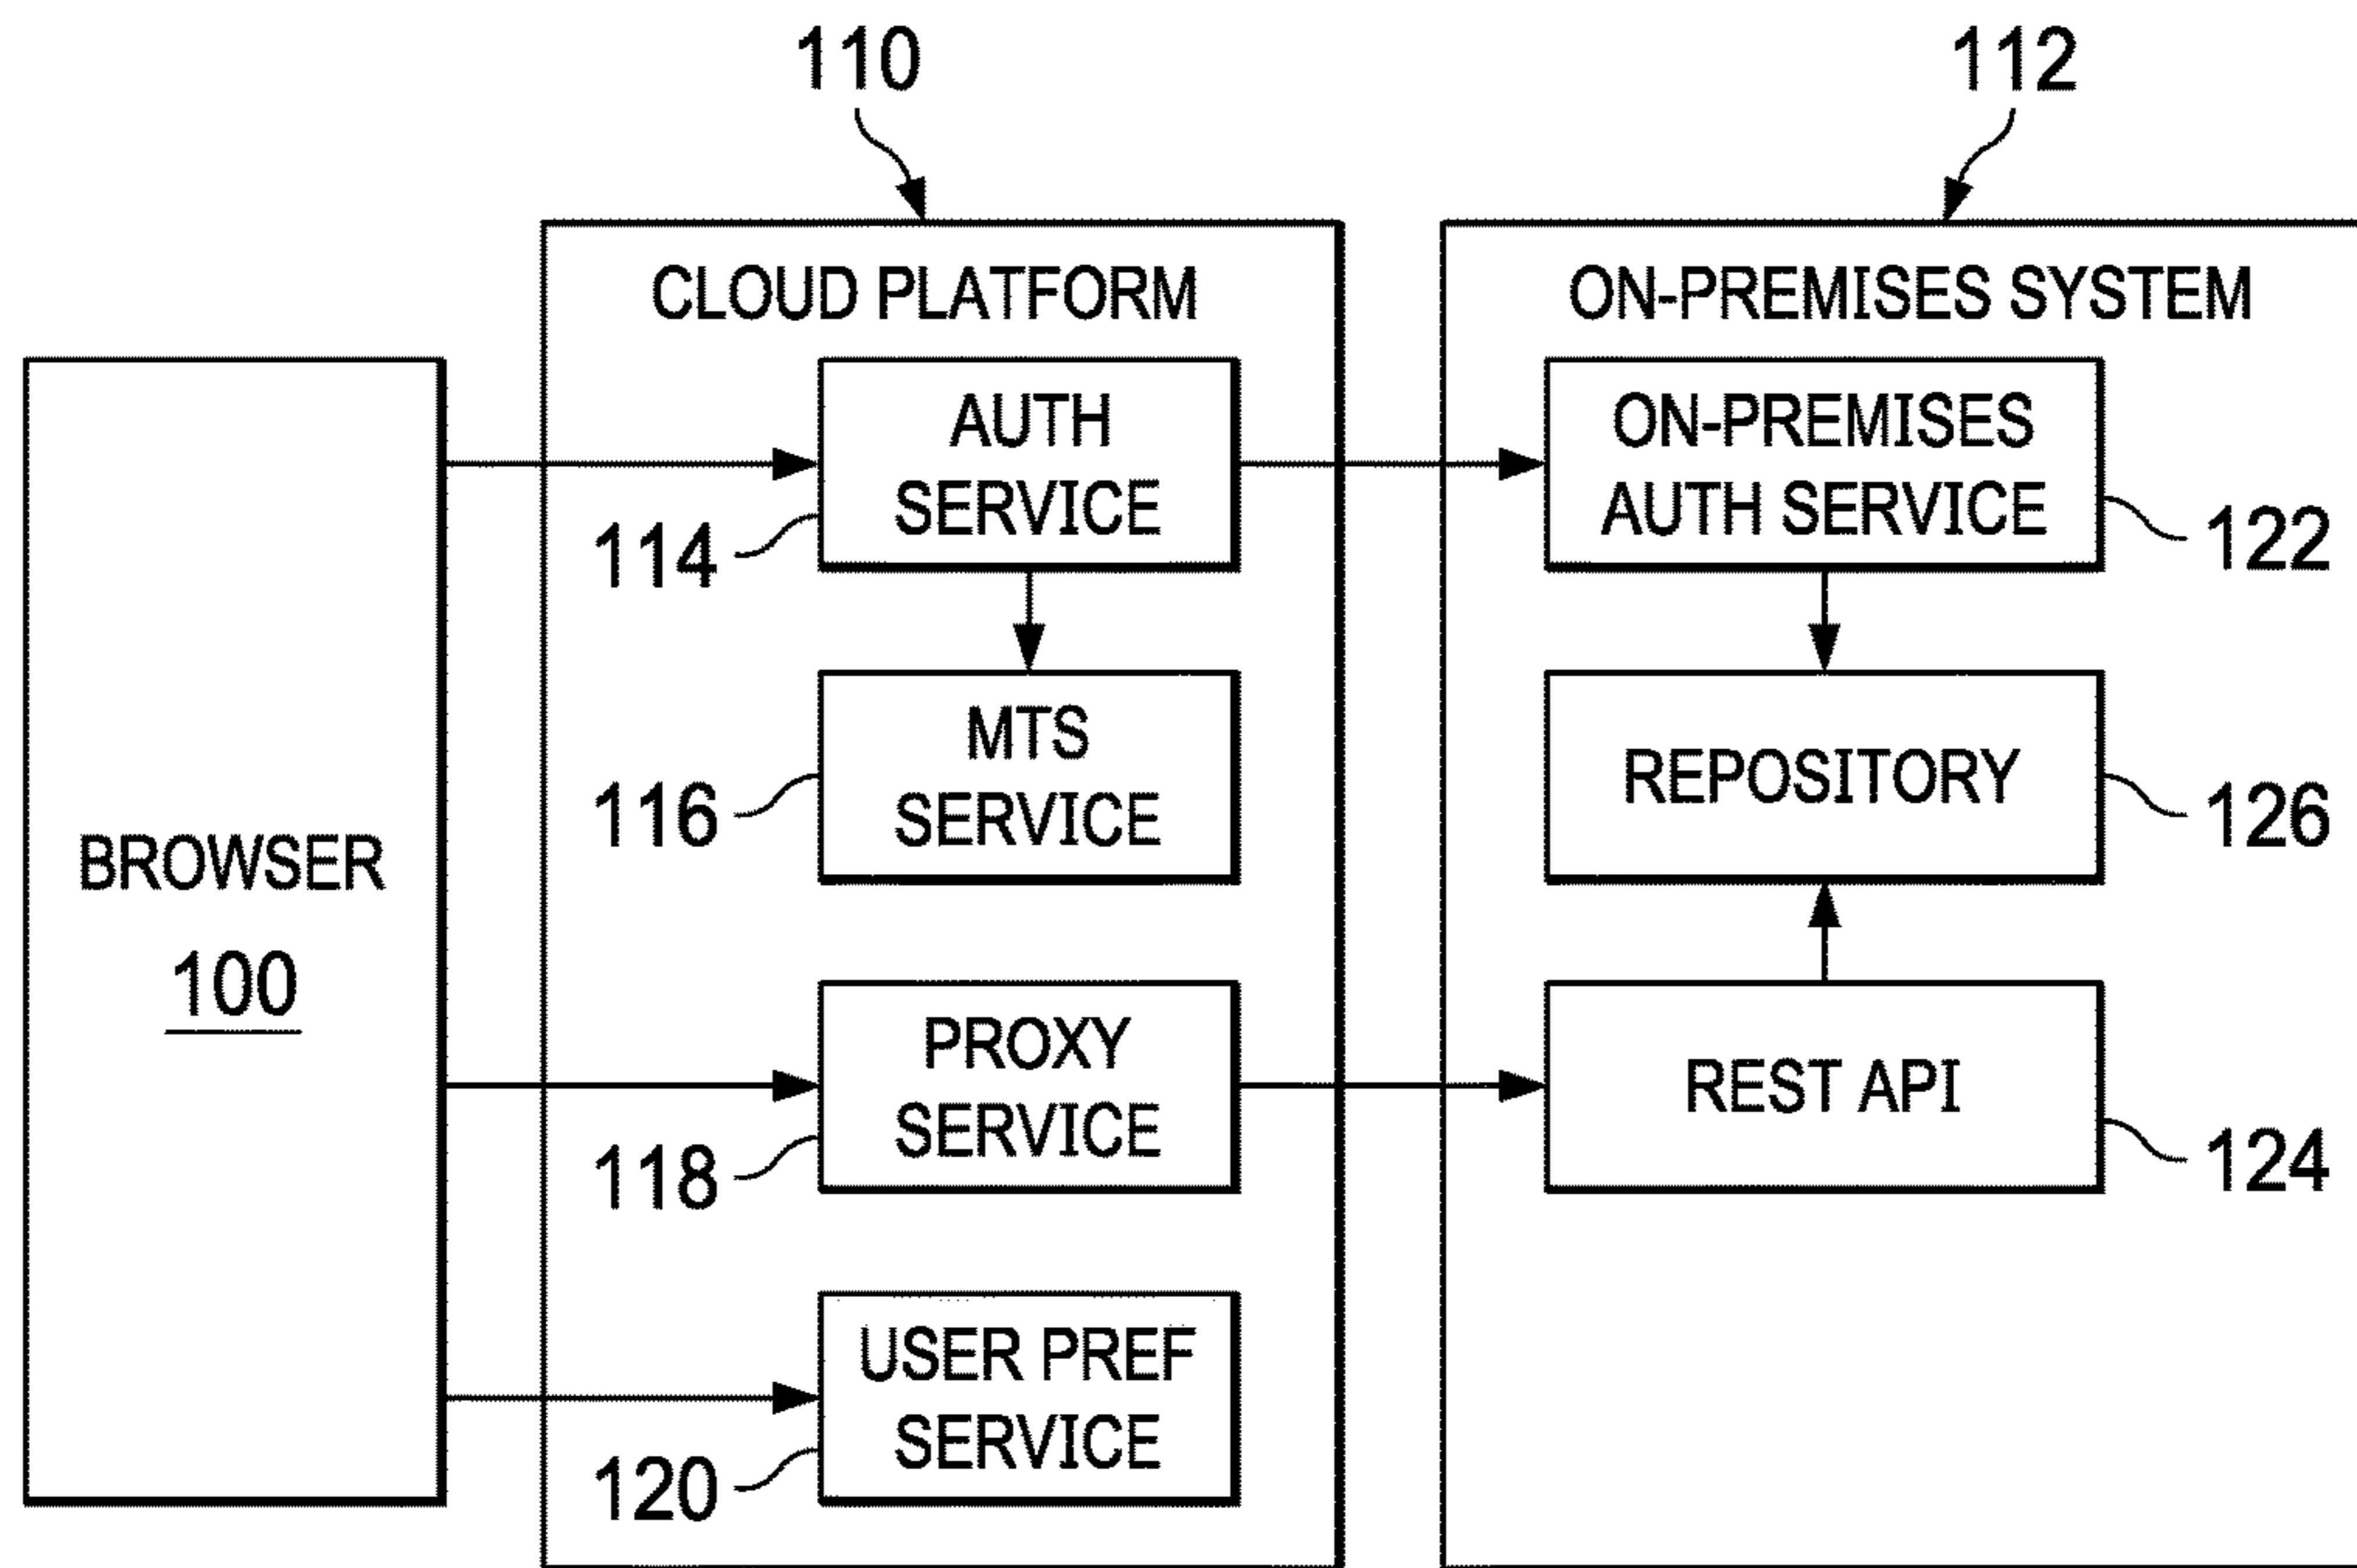 110
112
CLOUD PLATFORM
ON-PREMISES SYSTEM
BROWSER
100
AUTH
SERVICE
114
MTS
SERVICE
116
PROXY
SERVICE
118
USER PREF
SERVICE
120
ON-PREMISES
AUTH SERVICE
122
REPOSITORY
126
REST API
124